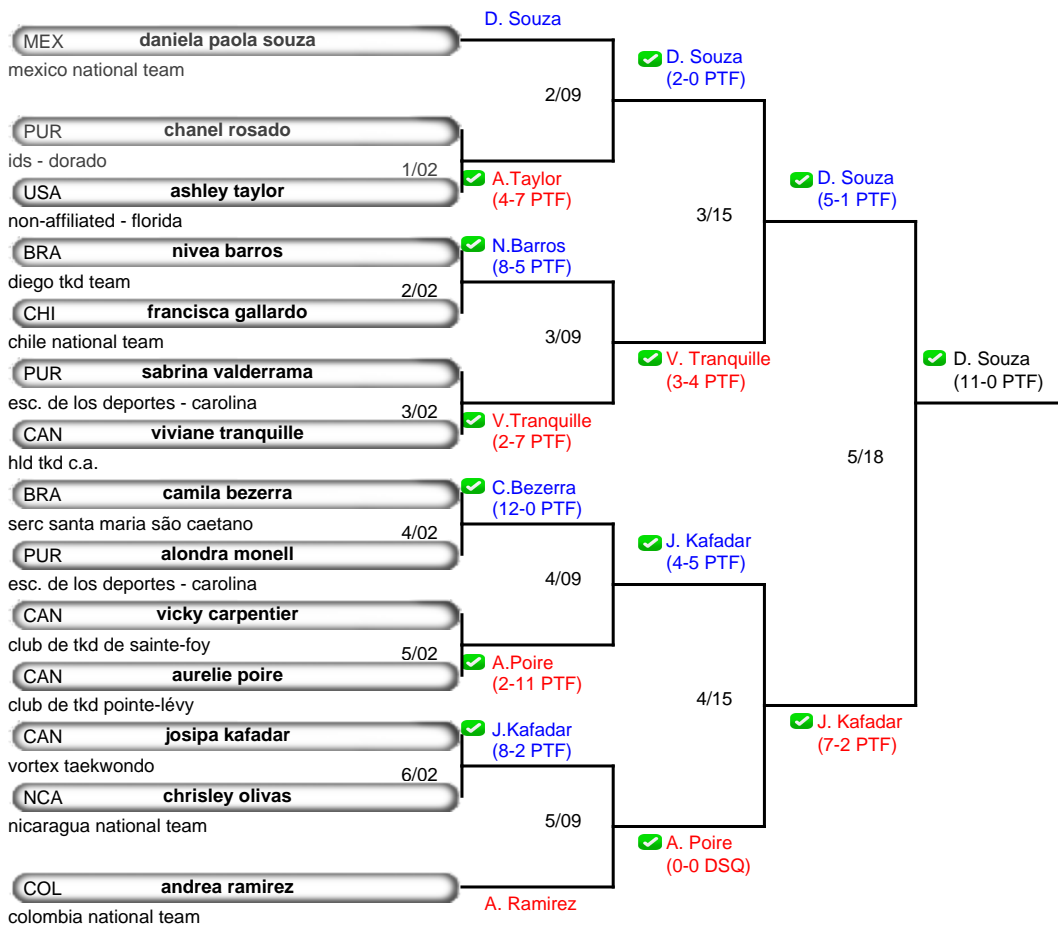 D. Souza
MEX daniela paola souza
mexico national team
D. Souza
(2-0 PTF)
2/09
PUR chanel rosado
ids - dorado
1/02
USA ashley taylor
non-affiliated - florida
A.Taylor
(4-7 PTF)
D. Souza
(5-1 PTF)
3/15
BRA nivea barros
diego tkd team
N.Barros
(8-5 PTF)
2/02
CHI francisca gallardo
chile national team
3/09
V. Tranquille
(3-4 PTF)
D. Souza
(11-0 PTF)
PUR sabrina valderrama
esc. de los deportes - carolina
3/02
CAN viviane tranquille
hld tkd c.a.
V.Tranquille
(2-7 PTF)
5/18
BRA camila bezerra
serc santa maria são caetano
C.Bezerra
(12-0 PTF)
4/02
PUR alondra monell
esc. de los deportes - carolina
J. Kafadar
(4-5 PTF)
4/09
CAN vicky carpentier
club de tkd de sainte-foy
5/02
CAN aurelie poire
club de tkd pointe-lévy
A.Poire
(2-11 PTF)
4/15
J. Kafadar
(7-2 PTF)
CAN josipa kafadar
vortex taekwondo
J.Kafadar
(8-2 PTF)
6/02
NCA chrisley olivas
nicaragua national team
5/09
A. Poire
(0-0 DSQ)
COL andrea ramirez
colombia national team
A. Ramirez